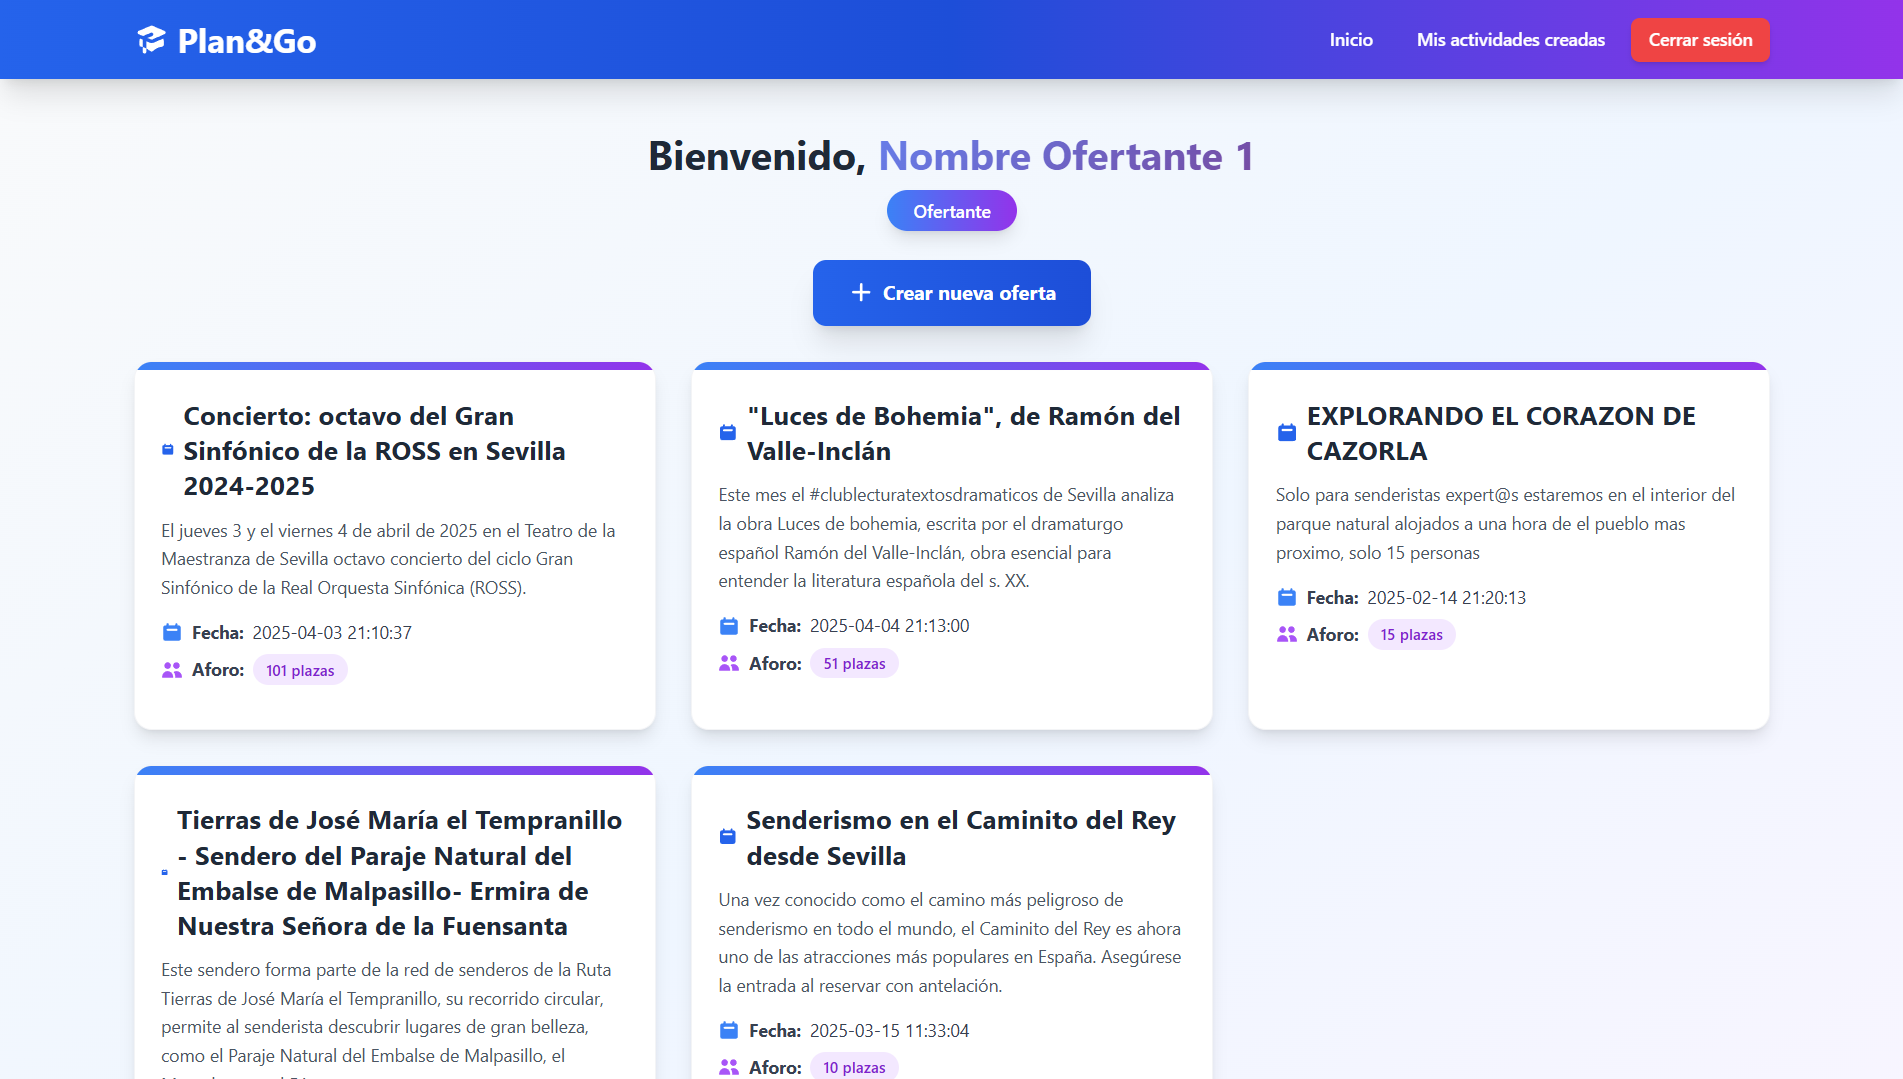 Plan&Go
Inicio
Mis actividades creadas
Cerrar sesión
Bienvenido, Nombre Ofertante 1
Ofertante
Crear nueva oferta
Concierto: octavo del Gran
Sinfónico de la ROSS en Sevilla
2024-2025
El jueves 3 y el viernes 4 de abril de 2025 en el Teatro de la
Maestranza de Sevilla octavo concierto del ciclo Gran
Sinfónico de la Real Orquesta Sinfónica (ROSS).
Fecha: 2025-04-03 21:10:37
Aforo: 101 plazas
"Luces de Bohemia", de Ramón del
Valle-Inclán
Este mes el #clublecturatextosdramaticos de Sevilla analiza
la obra Luces de bohemia, escrita por el dramaturgo
español Ramón del Valle-Inclán, obra esencial para
entender la literatura española del s. XX.
Fecha: 2025-04-04 21:13:00
Aforo: 51 plazas
EXPLORANDO EL CORAZON DE
CAZORLA
Solo para senderistas expert@s estaremos en el interior del
parque natural alojados a una hora de el pueblo mas
proximo, solo 15 personas
Fecha: 2025-02-14 21:20:13
Aforo: 15 plazas
Tierras de José María el Tempranillo
- Sendero del Paraje Natural del
Embalse de Malpasillo- Ermira de
Nuestra Señora de la Fuensanta
Este sendero forma parte de la red de senderos de la Ruta
Tierras de José María el Tempranillo, su recorrido circular,
permite al senderista descubrir lugares de gran belleza,
como el Paraje Natural del Embalse de Malpasillo, el
Senderismo en el Caminito del Rey
desde Sevilla
Una vez conocido como el camino más peligroso de
senderismo en todo el mundo, el Caminito del Rey es ahora
uno de las atracciones más populares en España. Asegúrese
la entrada al reservar con antelación.
Fecha: 2025-03-15 11:33:04
Aforo: 10 plazas